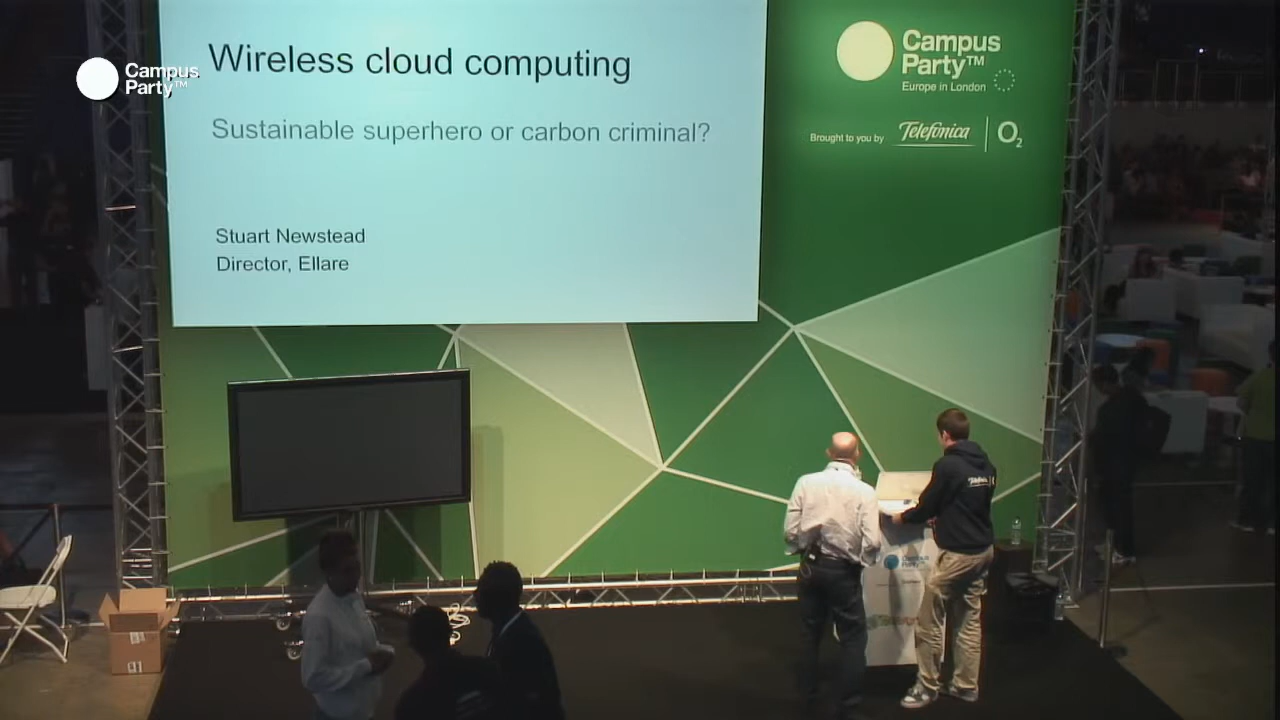 Wireless cloud computing
Sustainable superhero or carbon criminal?
Stuart Newstead
Director, Ellare
Campus
Party™
Campus
Party™
Europe in London
Brought to you by Telefónica O2